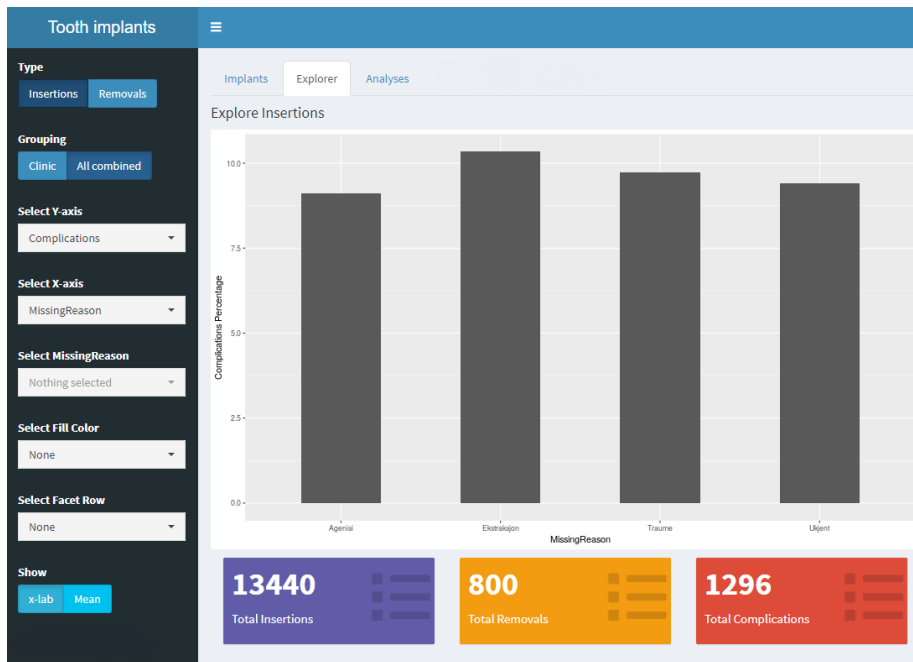 Tooth implants
Type
Insertions Removals
Grouping
Clinic All combined
Select Y-axis
Complications
Select X-axis
MissingReason
Select MissingReason
Nothing selected
Select Fill Color
None
Select Facet Row
None
Show
x-lab Mean
Implants Explorer Analyses
Explore Insertions
Complications Percentage
10.0
7.5
5.0
2.5
0.0
Agenisi Ekstraksjon Traume Ukjent
MissingReason
13440
Total Insertions
800
Total Removals
1296
Total Complications